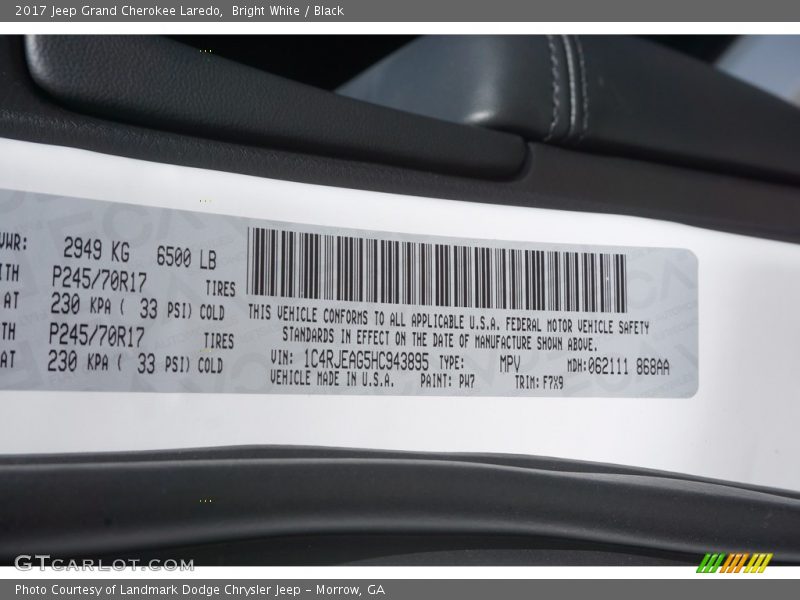 2017 Jeep Grand Cherokee Laredo, Bright White / Black
VWR: 2949 KG 6500 LB
ITH P245/70R17 TIRES
AT 230 KPA ( 33 PSI) COLD
TH P245/70R17 TIRES
AT 230 KPA ( 33 PSI) COLD
THIS VEHICLE CONFORMS TO ALL APPLICABLE U.S.A. FEDERAL MOTOR VEHICLE SAFETY
STANDARDS IN EFFECT ON THE DATE OF MANUFACTURE SHOWN ABOVE.
VIN: 1C4RJEAG5HC943895 TYPE: MPV MDH:062111 868AA
VEHICLE MADE IN U.S.A. PAINT: PW7 TRIM: F7X9
GTCARLOT.COM
Photo Courtesy of Landmark Dodge Chrysler Jeep - Morrow, GA